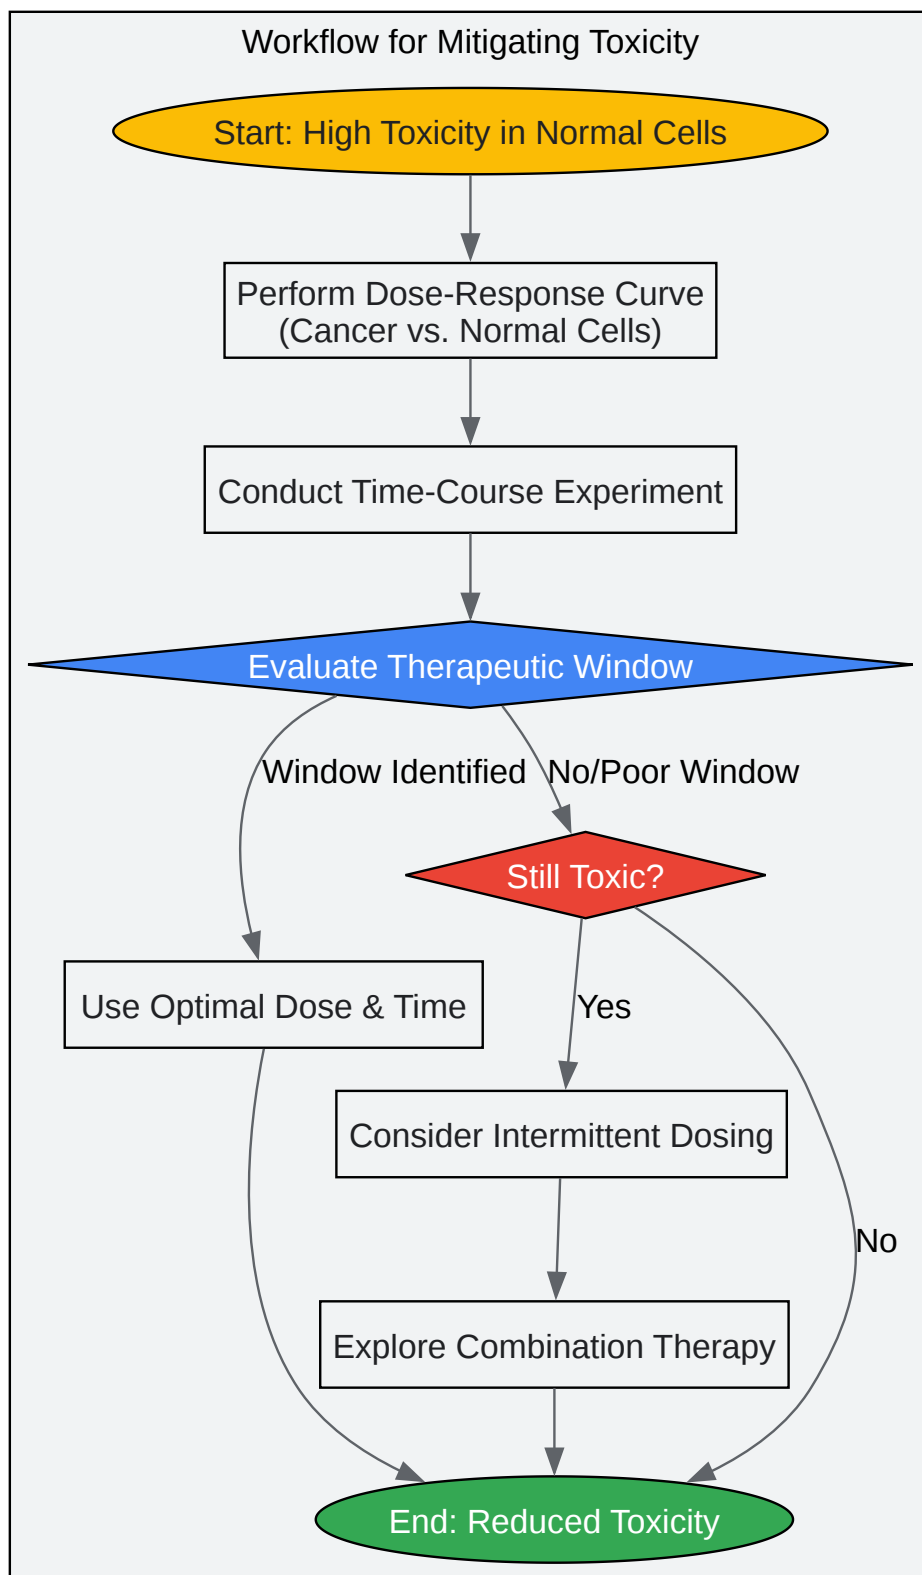 Workflow for Mitigating Toxicity
Start: High Toxicity in Normal Cells
Perform Dose-Response Curve
(Cancer vs. Normal Cells)
Conduct Time-Course Experiment
Evaluate Therapeutic Window
Window Identified
No/Poor Window
Still Toxic?
Use Optimal Dose & Time
Yes
Consider Intermittent Dosing
No
Explore Combination Therapy
End: Reduced Toxicity